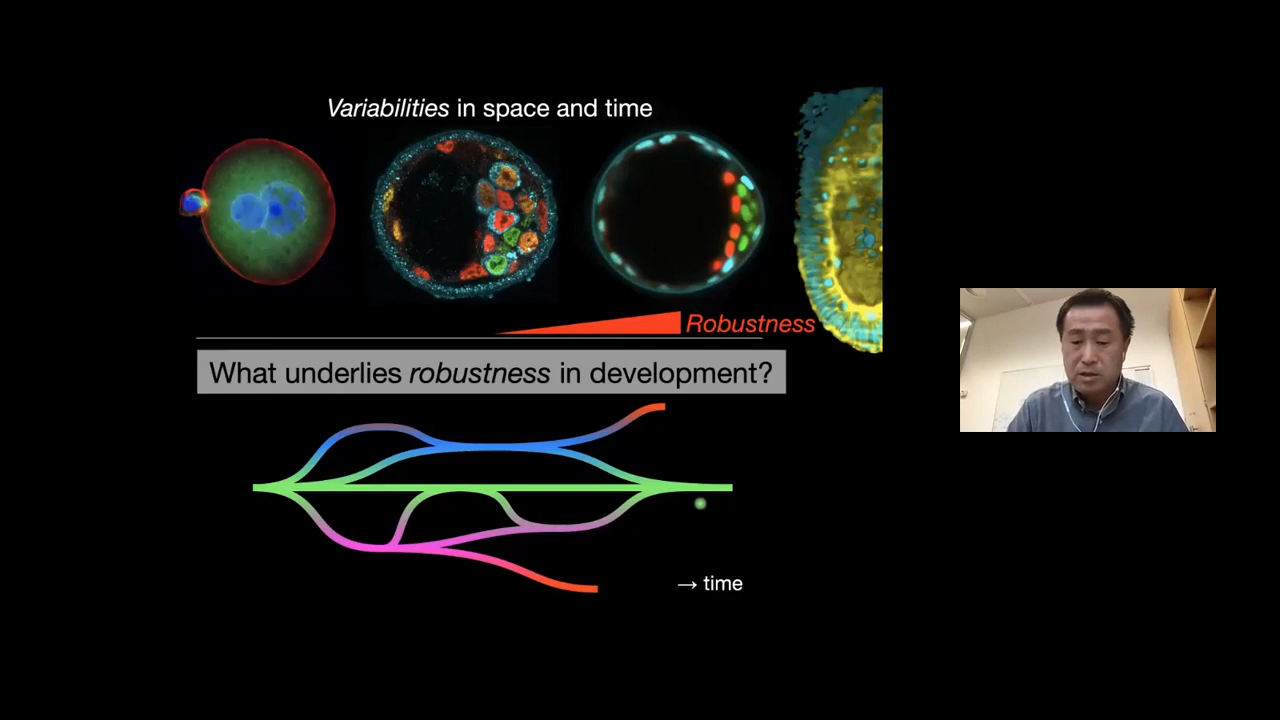 Variabilities in space and time
Robustness
What underlies robustness in development?
→ time